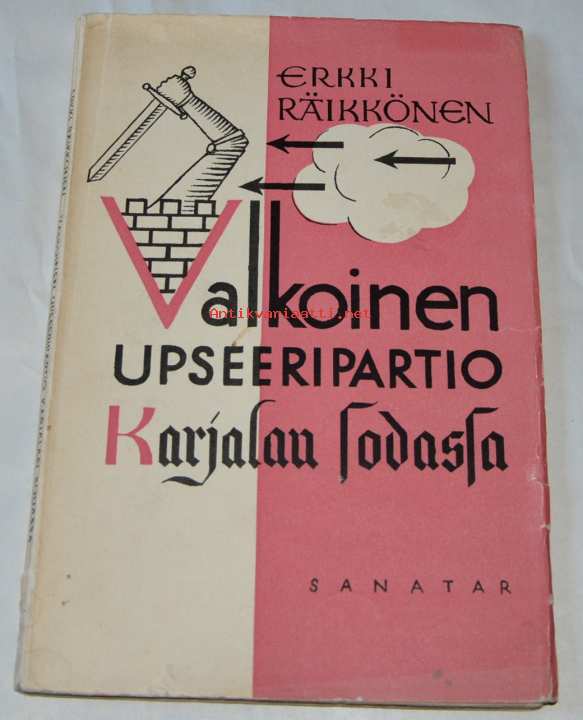 ERKKI
RÄIKKÖNEN
Valkoinen
Antikvariaatti.net
UPSEERIPARTIO
Karjalan sodassa
SANATAR